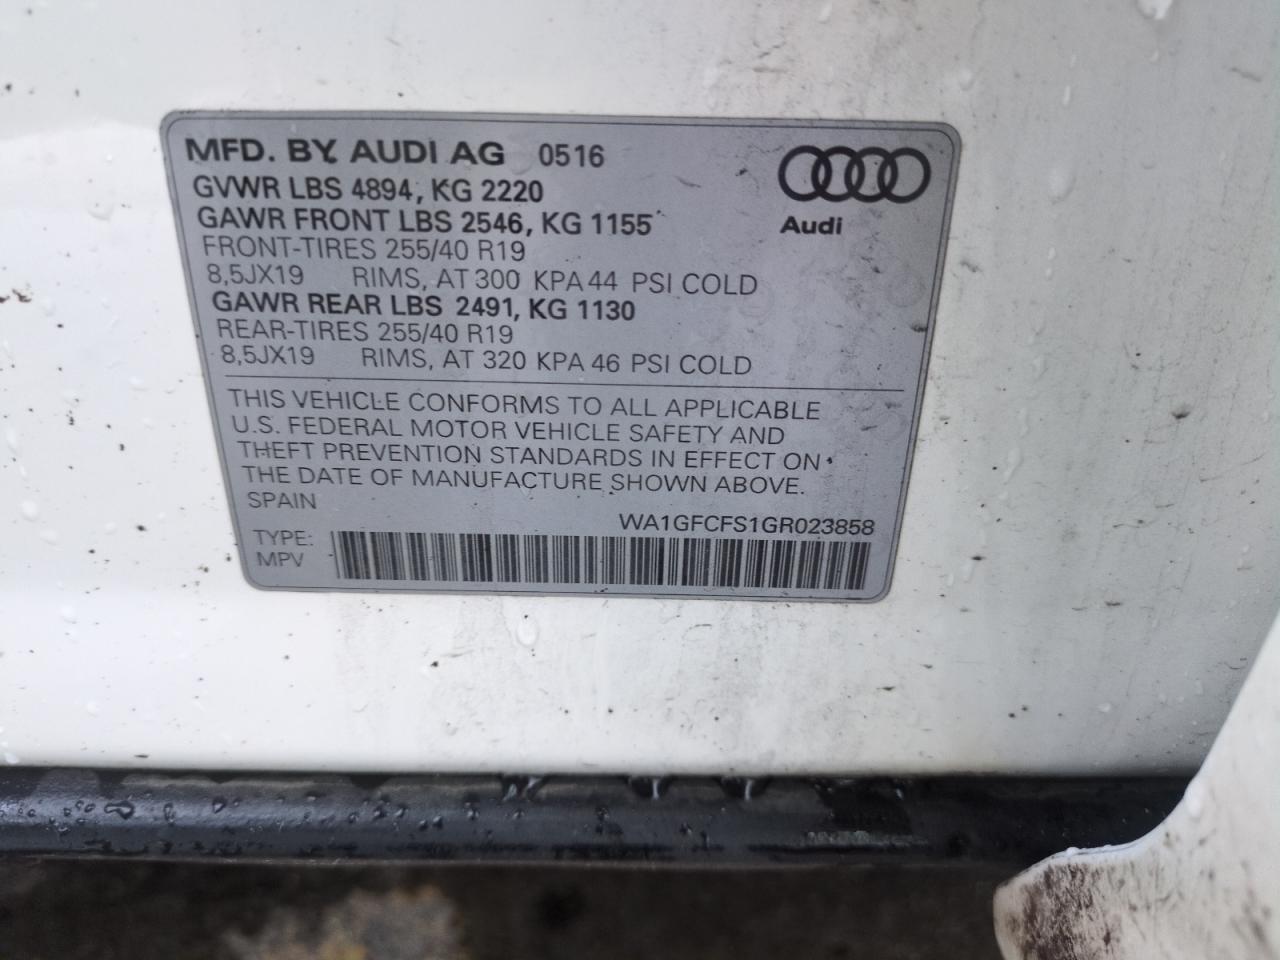 MFD. BY AUDI AG 0516
GVWR LBS 4894, KG 2220
GAWR FRONT LBS 2546, KG 1155
FRONT-TIRES 255/40 R19
8,5JX19 RIMS, AT 300 KPA 44 PSI COLD
GAWR REAR LBS 2491, KG 1130
REAR-TIRES 255/40 R19
8,5JX19 RIMS, AT 320 KPA 46 PSI COLD
Audi
THIS VEHICLE CONFORMS TO ALL APPLICABLE
U.S. FEDERAL MOTOR VEHICLE SAFETY AND
THEFT PREVENTION STANDARDS IN EFFECT ON
THE DATE OF MANUFACTURE SHOWN ABOVE.
SPAIN
WA1GFCFS1GR023858
TYPE:
MPV